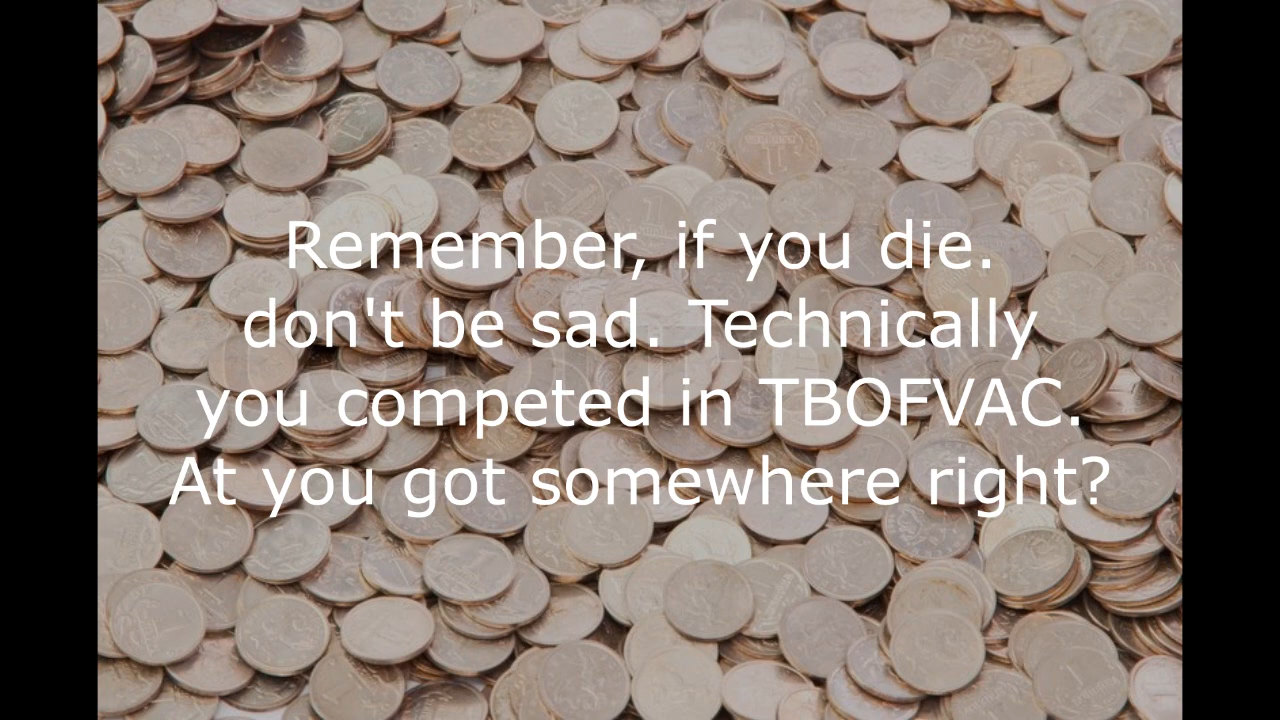 Remember, if you die.
don't be sad. Technically
you competed in TBOFVAC.
At you got somewhere right?